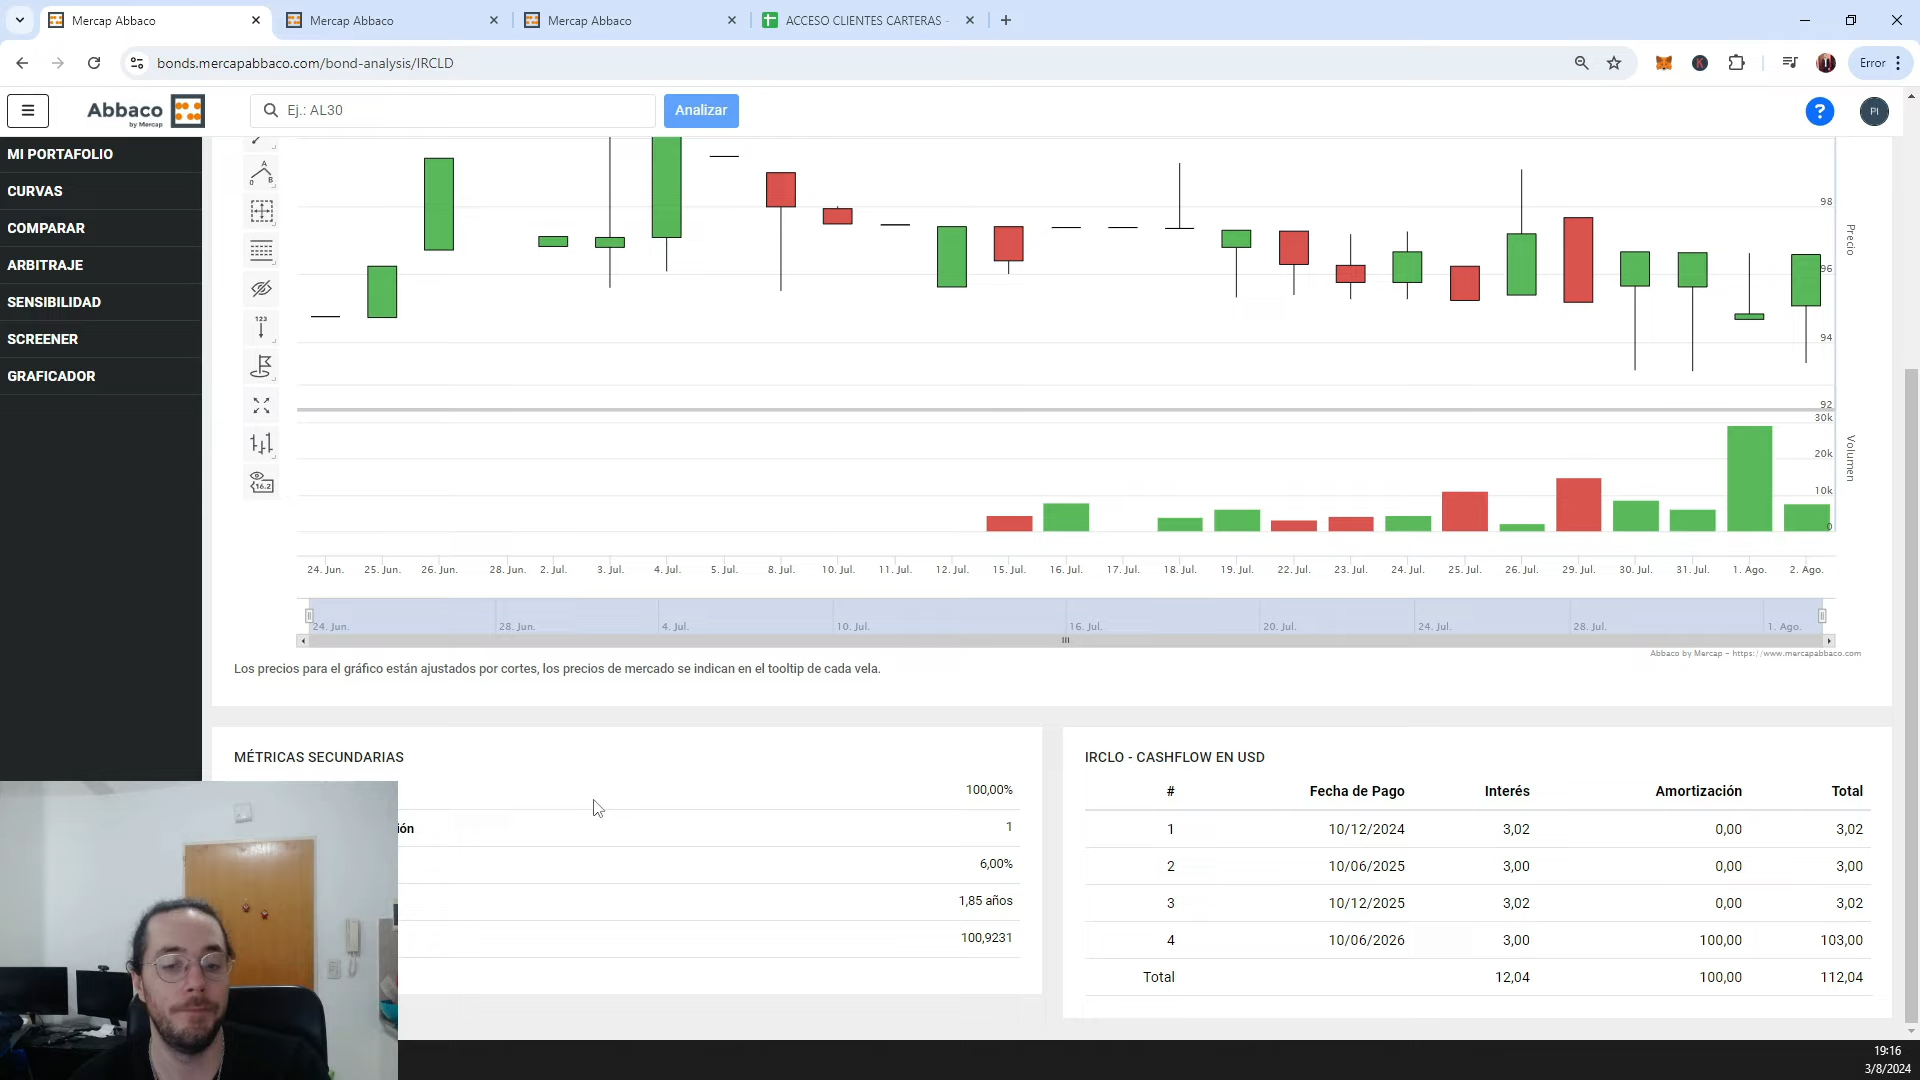 Mercap Abbaco
Mercap Abbaco
Mercap Abbaco
ACCESO CLIENTES CARTERAS -
bonds.mercapabbaco.com/bond-analysis/IRCLD
Error
Abbaco
by Mercap
Ej.: AL30
Analizar
?
PI
MI PORTAFOLIO
CURVAS
COMPARAR
ARBITRAJE
SENSIBILIDAD
SCREENER
GRAFICADOR
A
0 B
123
16.2
98
96
94
92
Precio
30k
20k
10k
0
Volumen
24. Jun. 25. Jun. 26. Jun. 28. Jun. 2. Jul. 3. Jul. 4. Jul. 5. Jul. 8. Jul. 10. Jul. 11. Jul. 12. Jul. 15. Jul. 16. Jul. 17. Jul. 18. Jul. 19. Jul. 22. Jul. 23. Jul. 24. Jul. 25. Jul. 26. Jul. 29. Jul. 30. Jul. 31. Jul. 1. Ago. 2. Ago.
24. Jun. 28. Jun. 4. Jul. 10. Jul. 16. Jul. 20. Jul. 24. Jul. 28. Jul. 1. Ago.
Abbaco by Mercap - https://www.mercapabbaco.com
Los precios para el gráfico están ajustados por cortes, los precios de mercado se indican en el tooltip de cada vela.
MÉTRICAS SECUNDARIAS
100,00%
ión 1
6,00%
1,85 años
100,9231
IRCLO - CASHFLOW EN USD
# Fecha de Pago Interés Amortización Total
1 10/12/2024 3,02 0,00 3,02
2 10/06/2025 3,00 0,00 3,00
3 10/12/2025 3,02 0,00 3,02
4 10/06/2026 3,00 100,00 103,00
Total 12,04 100,00 112,04
19:16
3/8/2024